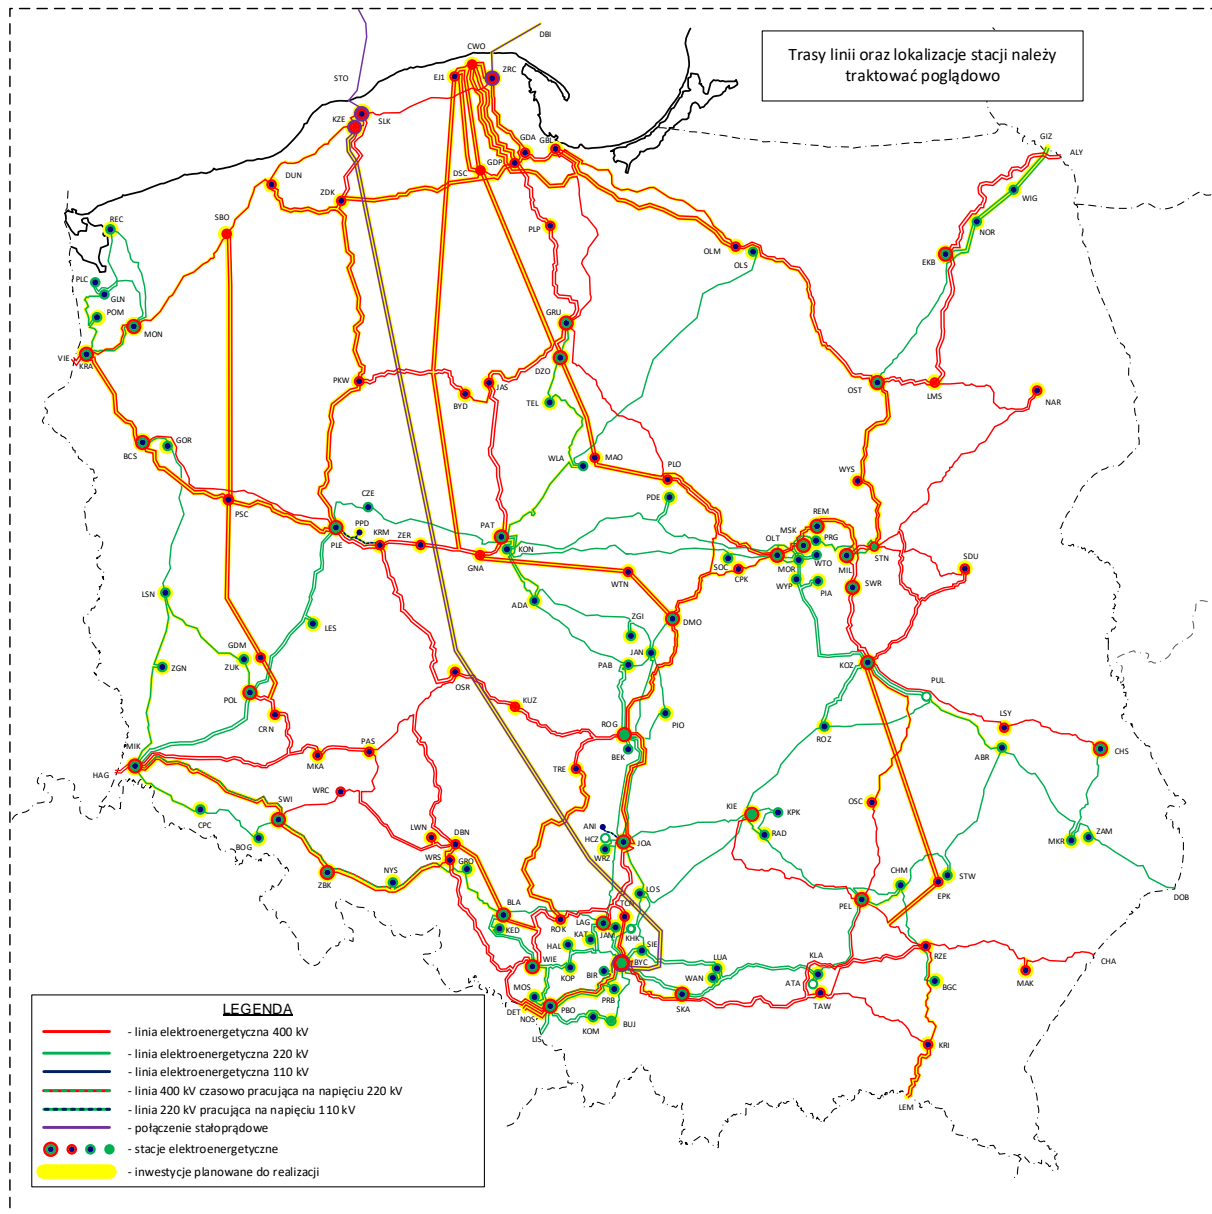 Trasy linii oraz lokalizacje stacji należy
traktować poglądowo
DBI
CWO
EJ1
ZRC
STO
KZE
SLK
GDA
GBL
GDP
DSC
GIZ
ALY
WIG
NOR
EKB
DUN
ZDK
SBO
REC
PLC
GLN
POM
MON
VIE
KRA
PLP
OLM
OLS
GRU
DZO
PKW
JAS
BYD
TEL
OST
LMS
NAR
BCS
GOR
WLA
MAO
PLO
WYS
CZE
PDE
PSC
PPD
PLE
KRM
ZER
PAT
KON
GNA
REM
MSK
PRG
OLT
MOR
WTO
MIL
STN
SOC
CPK
WYP
PIA
SWR
SDU
WTN
LSN
ADA
ZGI
DMO
LES
JAN
PAB
ZGN
GDM
ZUK
POL
OSR
KUZ
KOZ
PUL
CRN
PIO
ROG
BEK
ROZ
LSY
ABR
CHS
MIK
HAG
MKA
PAS
TRE
WRC
SWI
CPC
BOG
LWN
DBN
WRS
GRO
ANI
HCZ
WRZ
JOA
KIE
KPK
RAD
OSC
MKR
ZAM
DOB
ZBK
NYS
BLA
KED
ROK
LAG
TCN
LOS
JAM
KHK
KAT
HAL
SIE
CHM
STW
EPK
PEL
WIE
KOP
BIR
BYC
LUA
WAN
KLA
ATA
TAW
RZE
MAK
CHA
BGC
MOS
DET
NOS
PBO
PRB
SKA
KOM
BUJ
LIS
KRI
LEM
LEGENDA
- linia elektroenergetyczna 400 kV
- linia elektroenergetyczna 220 kV
- linia elektroenergetyczna 110 kV
- linia 400 kV czasowo pracująca na napięciu 220 kV
- linia 220 kV pracująca na napięciu 110 kV
- połączenie stałoprądowe
- stacje elektroenergetyczne
- inwestycje planowane do realizacji